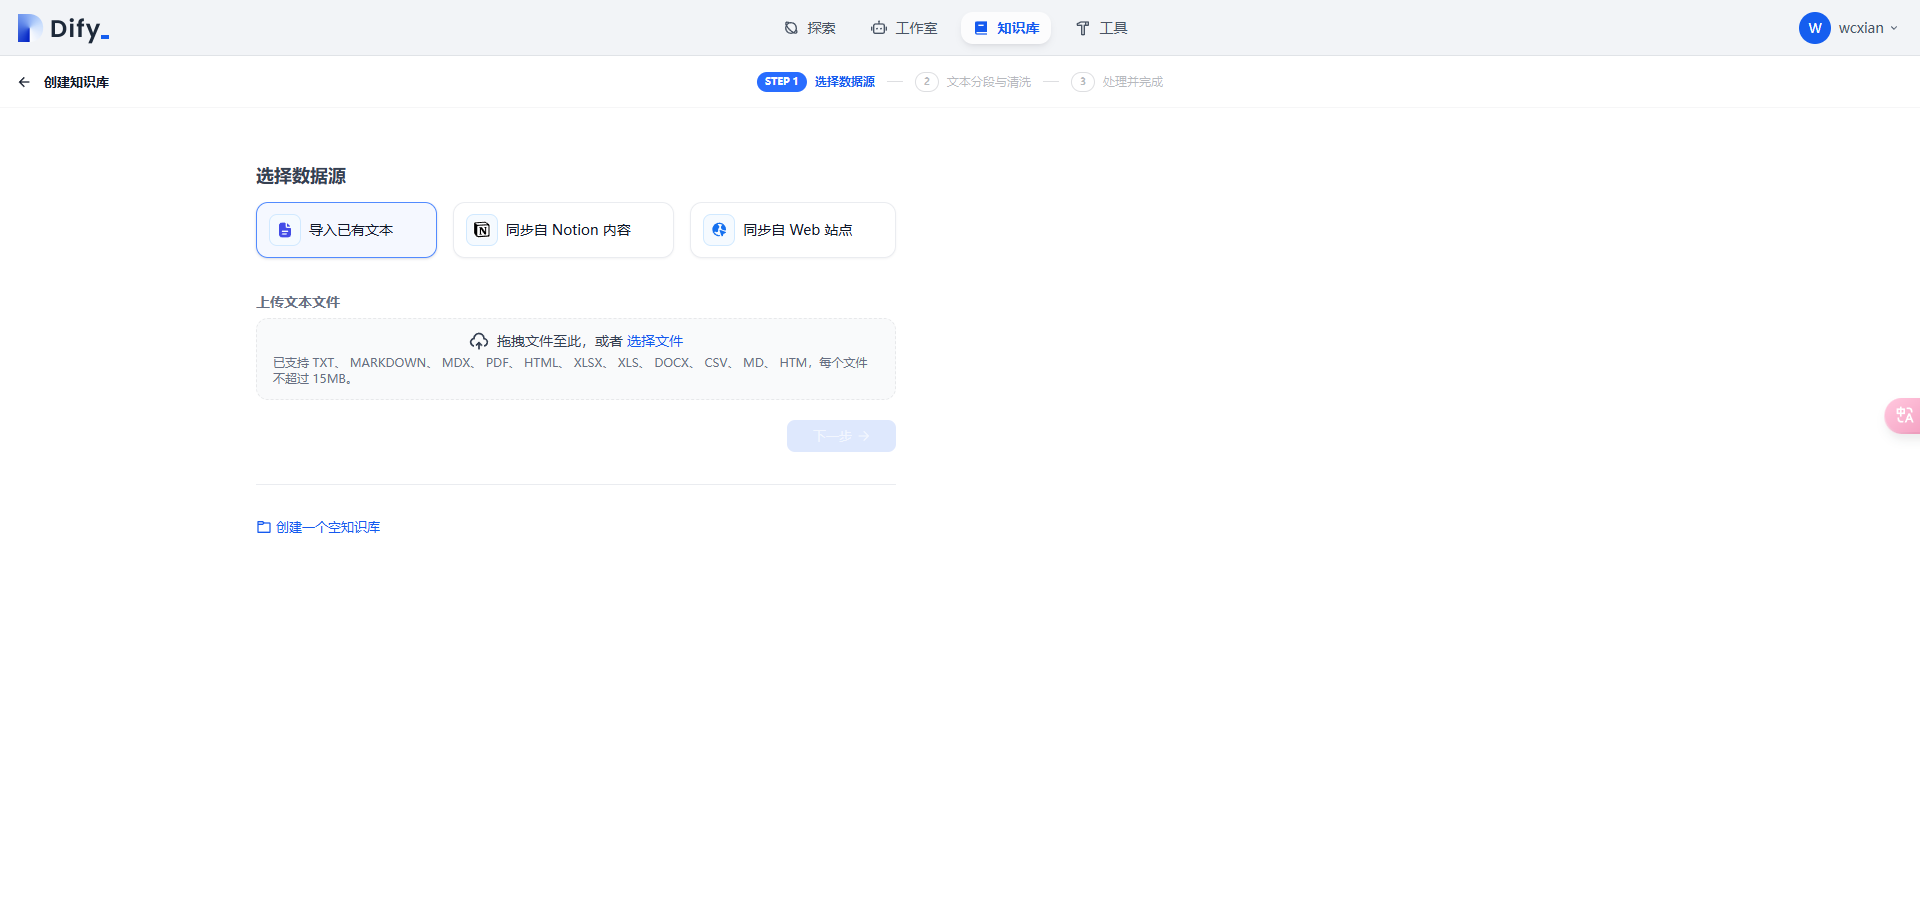 Dify_
探索
工作室
知识库
工具
W
wcxian
创建知识库
STEP 1 选择数据源
2 文本分段与清洗
3 处理并完成
选择数据源
导入已有文本
同步自 Notion 内容
同步自 Web 站点
上传文本文件
拖拽文件至此，或者 选择文件
已支持 TXT、 MARKDOWN、 MDX、 PDF、 HTML、 XLSX、 XLS、 DOCX、 CSV、 MD、 HTM，每个文件
不超过 15MB。
下一步
创建一个空知识库